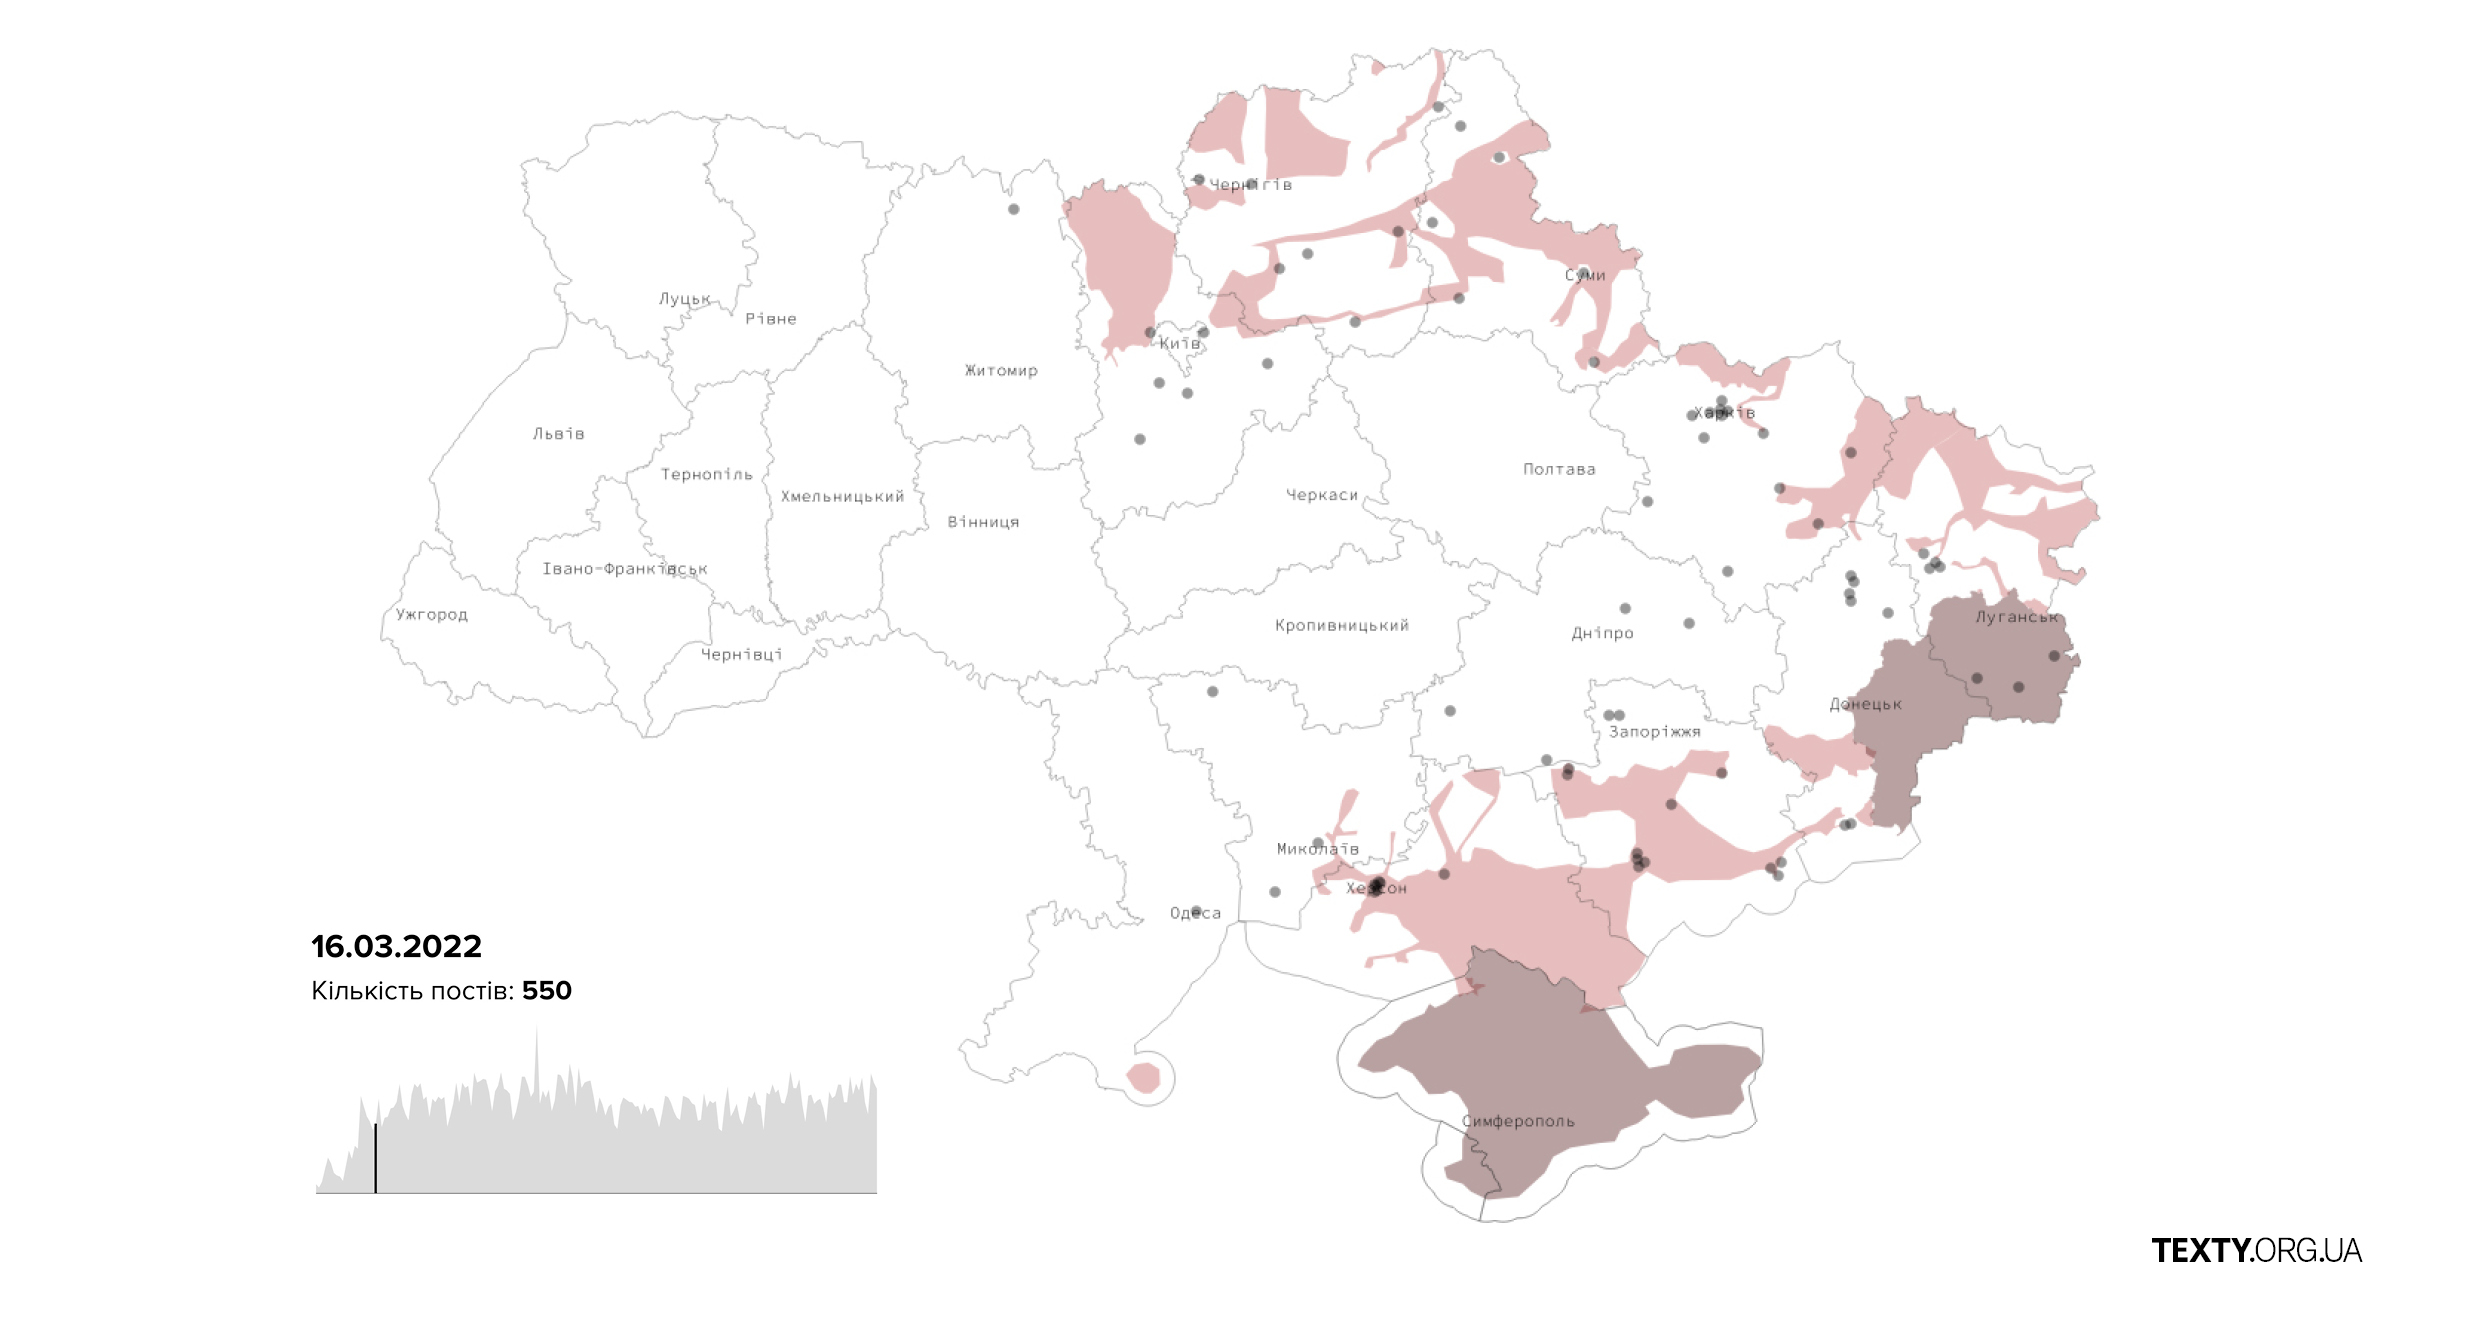 Чернігів
Суми
Луцьк
Рівне
Київ
Житомир
Харків
Львів
Полтава
Тернопіль
Хмельницький
Черкаси
Вінниця
Івано-Франківськ
Ужгород
Кропивницький
Дніпро
Луганськ
Чернівці
Донецьк
Запоріжжя
Миколаїв
Херсон
Одеса
16.03.2022
Кількість постів: 550
Симферополь
TEXTY.ORG.UA